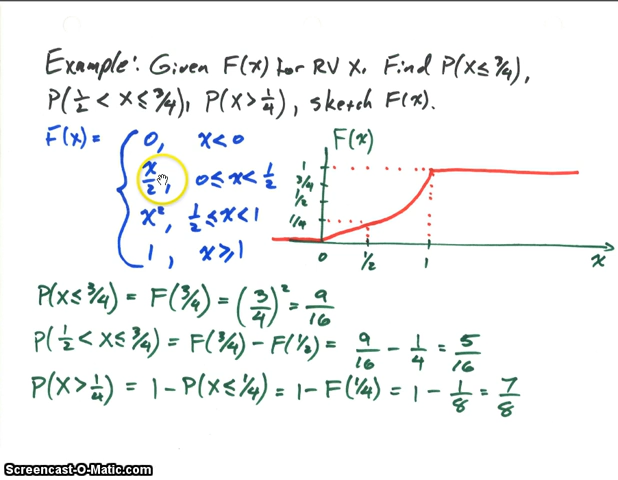 Example: Given F(x) for RV X. Find P(X≤3/4),
P(1/2 < X ≤ 3/4), P(X > 1/4), sketch F(x).
F(x) = { 0, x < 0
x/2, 0 ≤ x < 1/2
x², 1/2 ≤ x < 1
1, x ≥ 1
F(x)
1
3/4
1/2
1/4
0 1/2 1 x
P(X≤3/4) = F(3/4) = (3/4)² = 9/16
P(1/2 < X ≤ 3/4) = F(3/4) – F(1/2) = 9/16 – 1/4 = 5/16
P(X > 1/4) = 1 – P(X ≤ 1/4) = 1 – F(1/4) = 1 – 1/8 = 7/8
Screencast-O-Matic.com